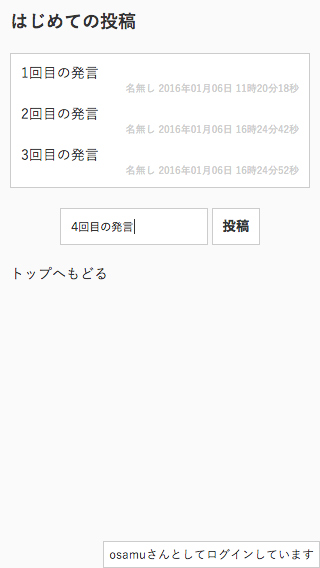 はじめての投稿
1回目の発言
名無し 2016年01月06日 11時20分18秒
2回目の発言
名無し 2016年01月06日 16時24分42秒
3回目の発言
名無し 2016年01月06日 16時24分52秒
4回目の発言 投稿
トップへもどる
osamuさんとしてログインしています